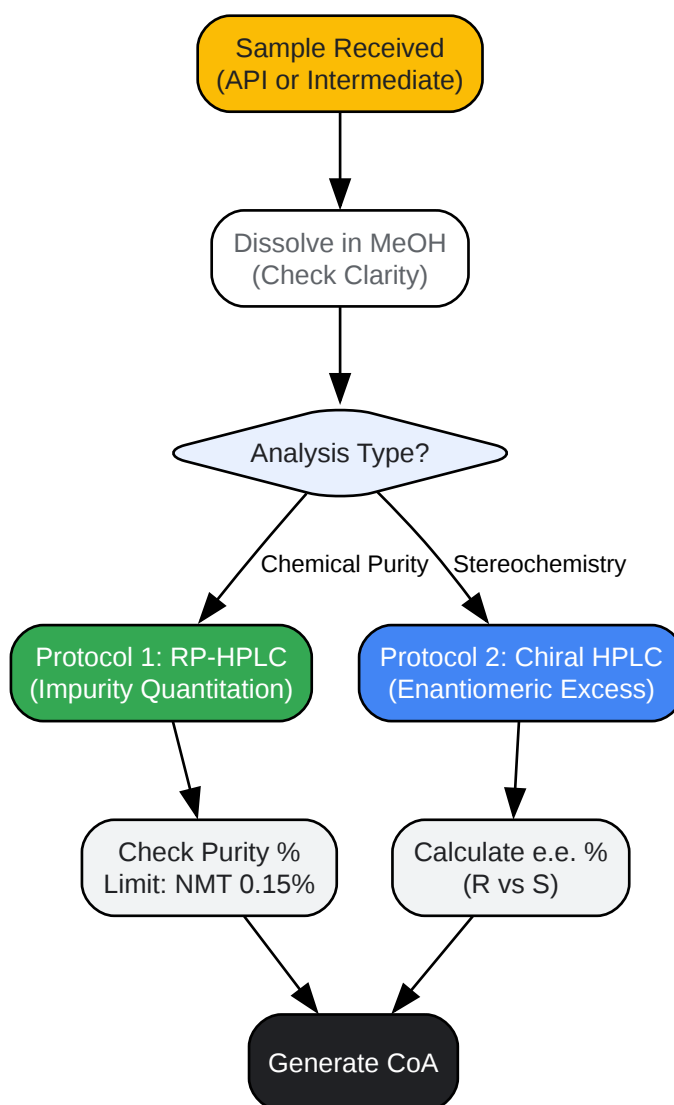 Sample Received
(API or Intermediate)
Dissolve in MeOH
(Check Clarity)
Analysis Type?
Chemical Purity
Stereochemistry
Protocol 1: RP-HPLC
(Impurity Quantitation)
Protocol 2: Chiral HPLC
(Enantiomeric Excess)
Check Purity %
Limit: NMT 0.15%
Calculate e.e. %
(R vs S)
Generate CoA